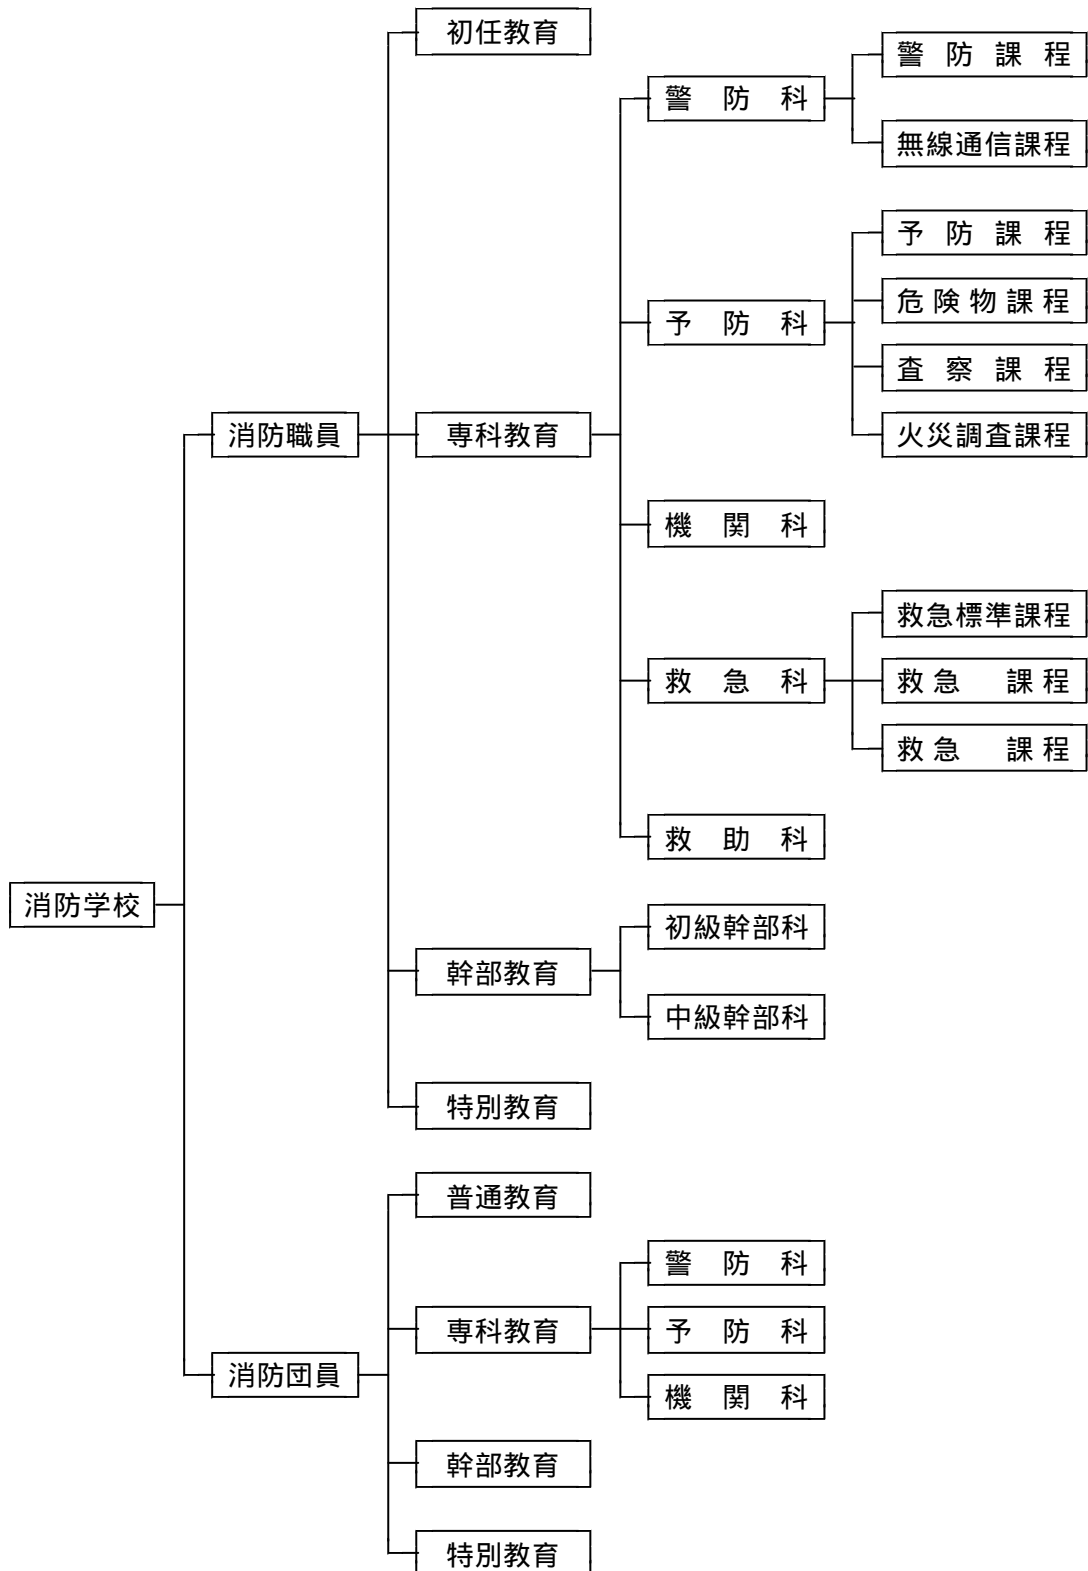 初任教育
警防課程
警防科
無線通信課程
予防課程
危険物課程
予防科
査察課程
消防職員
専科教育
火災調査課程
機関科
救急標準課程
救急科
救急 課程
救急 課程
救助科
消防学校
初級幹部科
幹部教育
中級幹部科
特別教育
普通教育
警防科
専科教育
予防科
消防団員
機関科
幹部教育
特別教育